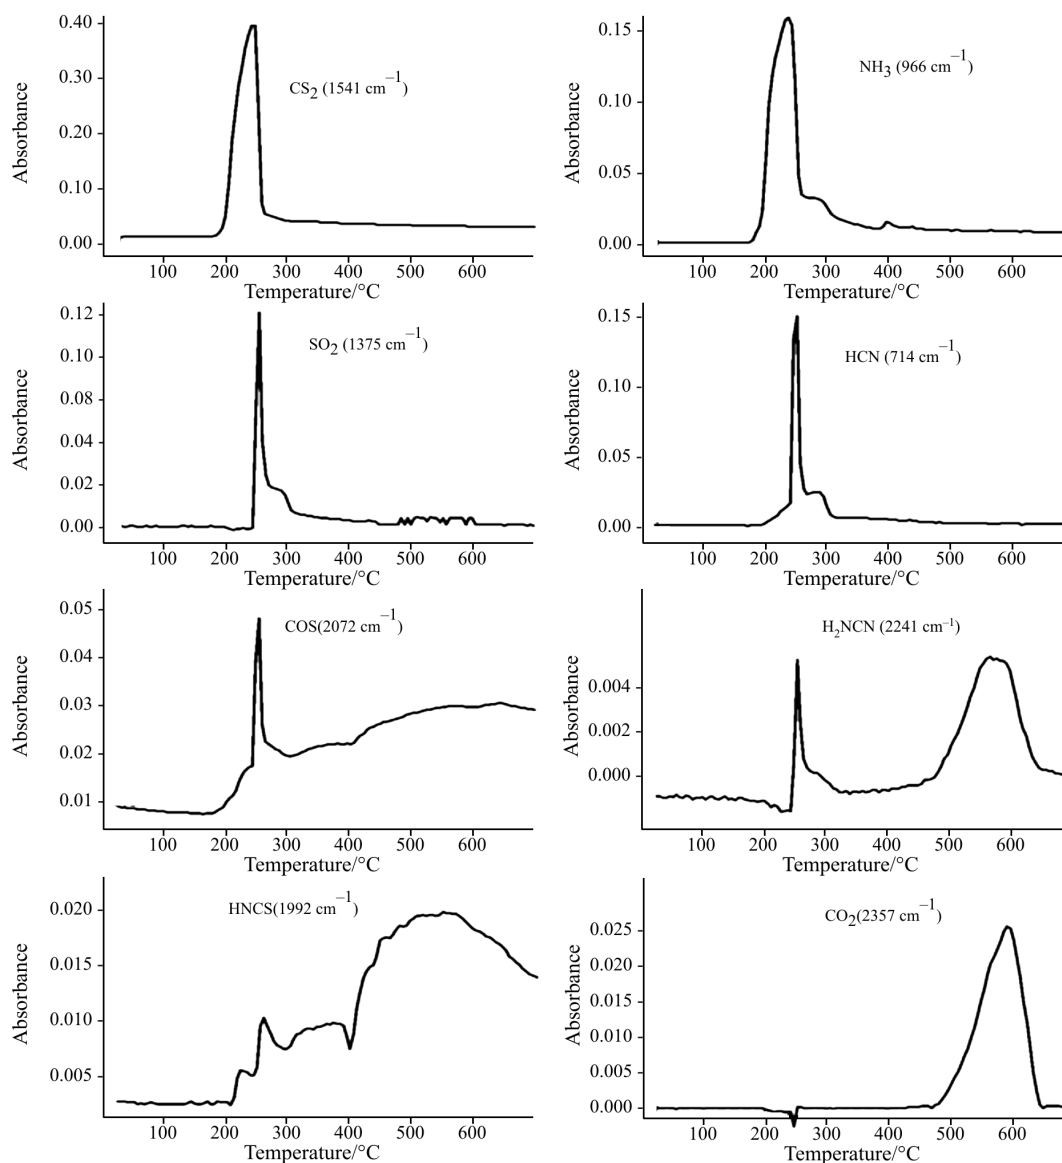 0.40
0.30
0.20
0.10
0.00
Absorbance
CS₂ (1541 cm⁻¹)
100 200 300 400 500 600
Temperature/°C
0.15
0.10
0.05
0.00
Absorbance
NH₃ (966 cm⁻¹)
100 200 300 400 500 600
Temperature/°C
0.12
0.10
0.08
0.04
0.02
0.00
Absorbance
SO₂ (1375 cm⁻¹)
100 200 300 400 500 600
Temperature/°C
0.15
0.10
0.05
0.00
Absorbance
HCN (714 cm⁻¹)
100 200 300 400 500 600
Temperature/°C
0.05
0.04
0.03
0.02
0.01
Absorbance
COS(2072 cm⁻¹)
100 200 300 400 500 600
Temperature/°C
0.004
0.002
0.000
Absorbance
H₂NCN (2241 cm⁻¹)
100 200 300 400 500 600
Temperature/°C
0.020
0.015
0.010
0.005
Absorbance
HNCS(1992 cm⁻¹)
100 200 300 400 500 600
Temperature/°C
0.025
0.020
0.015
0.010
0.005
0.000
Absorbance
CO₂(2357 cm⁻¹)
100 200 300 400 500 600
Temperature/°C